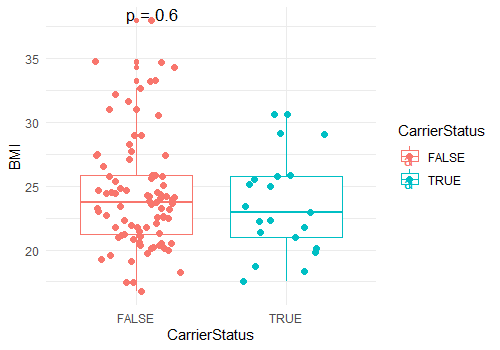 p = 0.6
35
30
25
20
BMI
FALSE
TRUE
CarrierStatus
CarrierStatus
FALSE
TRUE